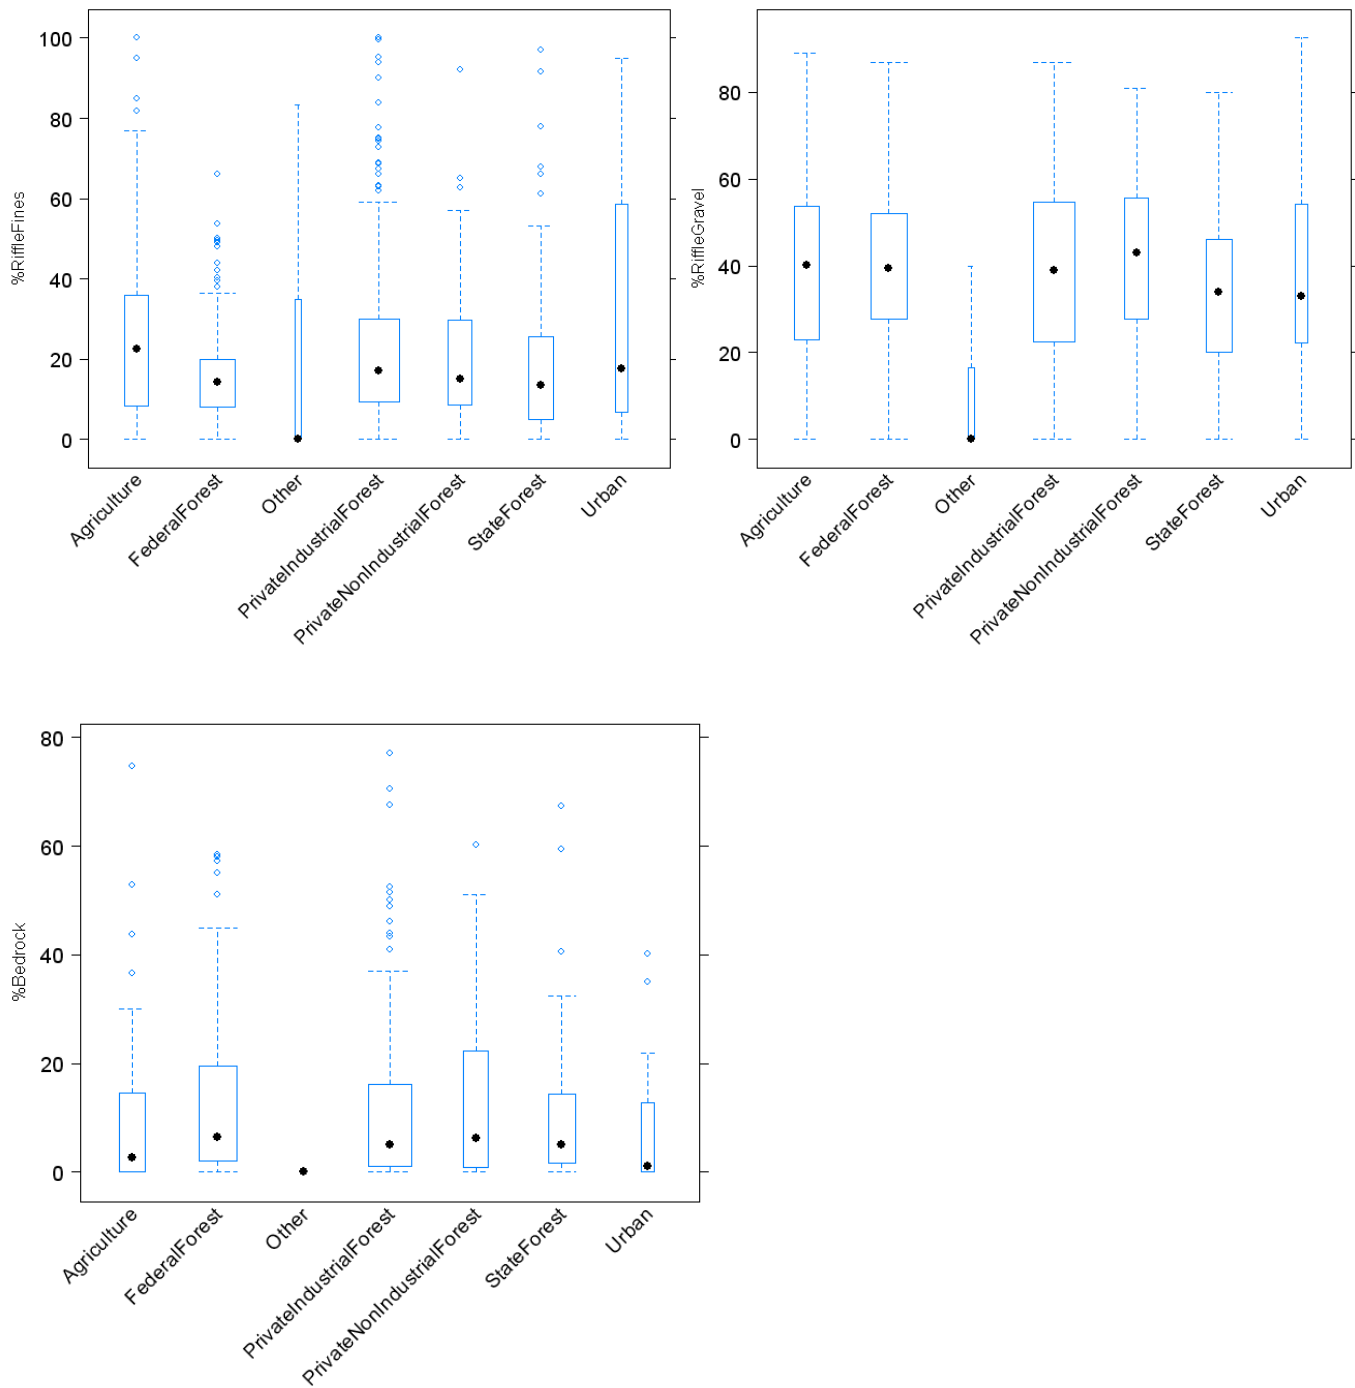 %RiffleFines
100
80
60
40
20
0
Agriculture
FederalForest
Other
PrivateIndustrialForest
PrivateNonIndustrialForest
StateForest
Urban
%RiffleGravel
80
60
40
20
0
Agriculture
FederalForest
Other
PrivateIndustrialForest
PrivateNonIndustrialForest
StateForest
Urban
%Bedrock
80
60
40
20
0
Agriculture
FederalForest
Other
PrivateIndustrialForest
PrivateNonIndustrialForest
StateForest
Urban